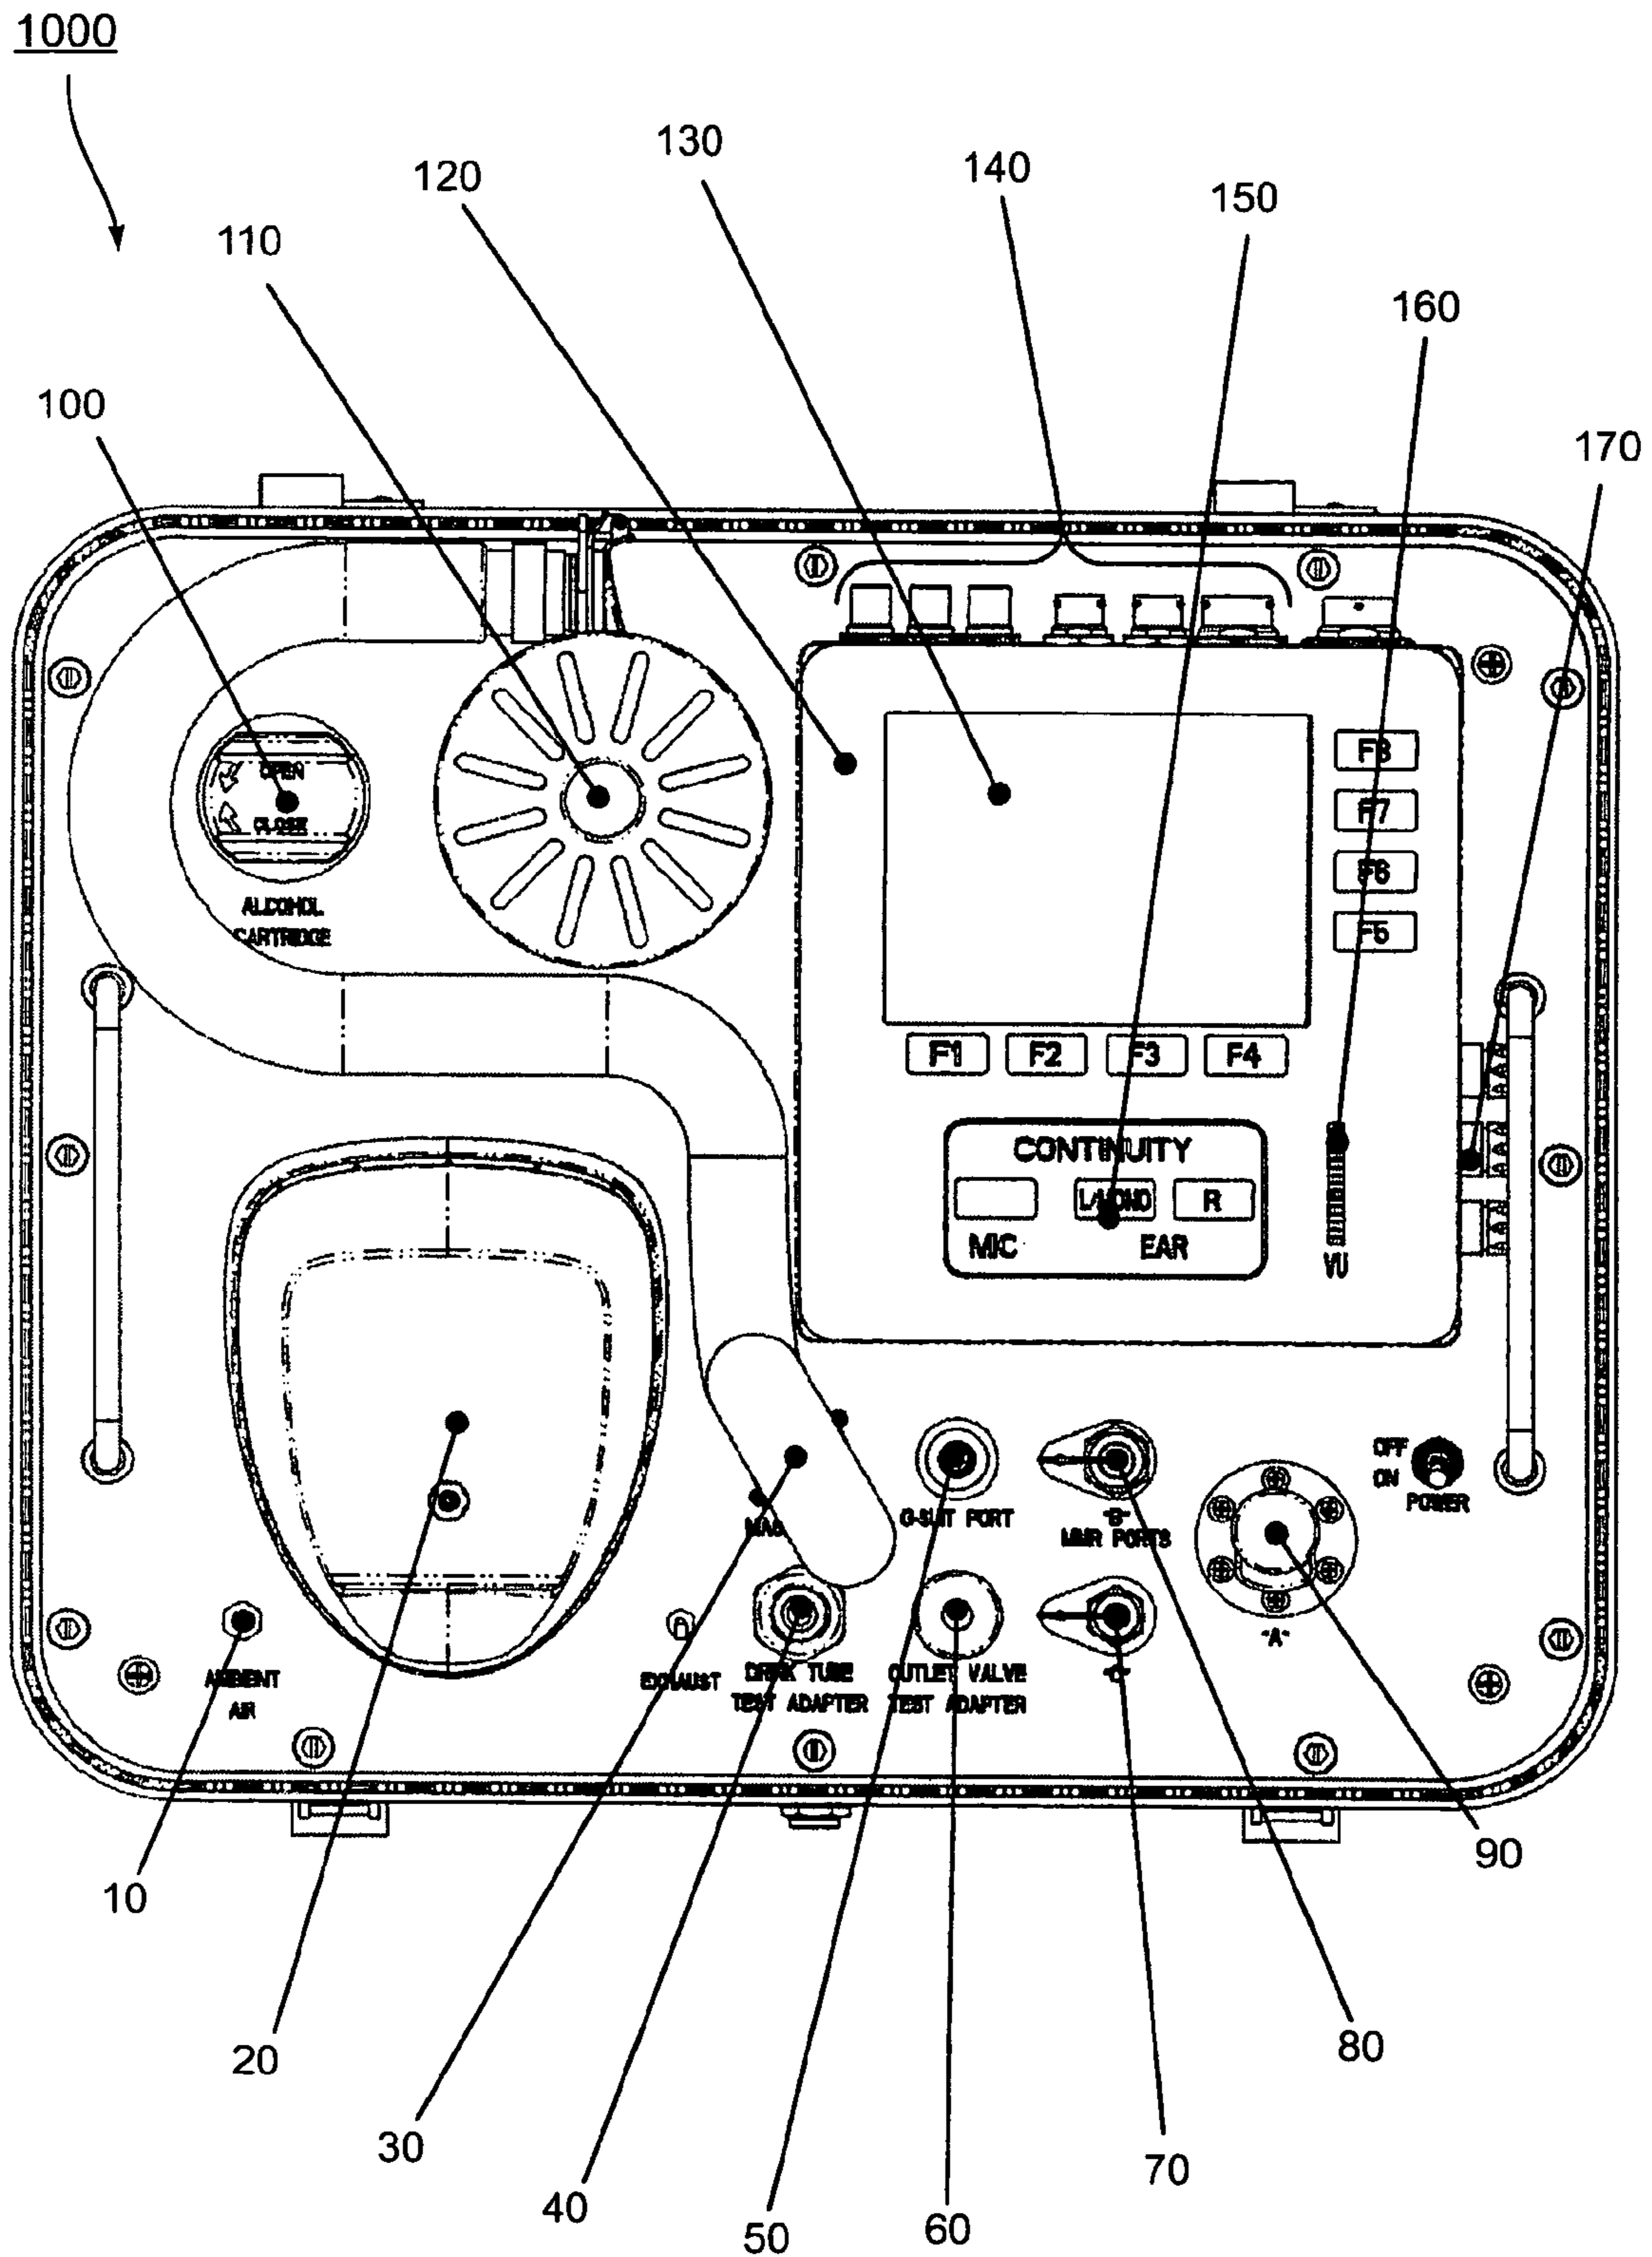 1000
130
140
120
150
110
160
100
170
OPEN
CLOSE
F8
F7
F6
F5
ALCOHOL
CARTRIDGE
F1 F2 F3 F4
CONTINUITY
L/MONO R
MIC EAR
VU
OFF
ON
POWER
G-SUIT PORT
"B"
MMR PORTS
"A"
"C"
AMBIENT
AIR
EXHAUST
DRINK TUBE
TEST ADAPTER
OUTLET VALVE
TEST ADAPTER
90
10
80
20
30
70
40
60
50